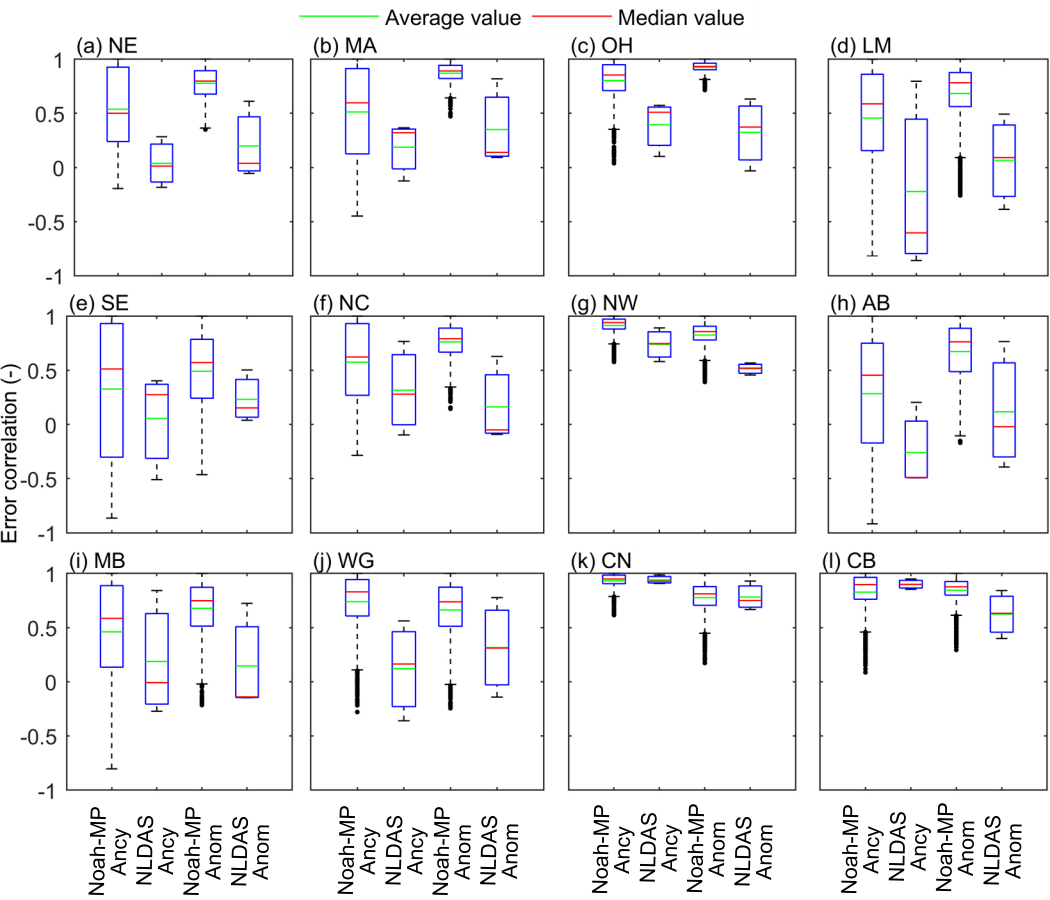 Average value
Median value
(a) NE
(b) MA
(c) OH
(d) LM
1
0.5
0
-0.5
-1
(e) SE
(f) NC
(g) NW
(h) AB
1
0.5
0
-0.5
-1
Error correlation (-)
(i) MB
(j) WG
(k) CN
(l) CB
1
0.5
0
-0.5
-1
Noah-MP
Ancy
NLDAS
Ancy
Noah-MP
Anom
NLDAS
Anom
Noah-MP
Ancy
NLDAS
Ancy
Noah-MP
Anom
NLDAS
Anom
Noah-MP
Ancy
NLDAS
Ancy
Noah-MP
Anom
NLDAS
Anom
Noah-MP
Ancy
NLDAS
Ancy
Noah-MP
Anom
NLDAS
Anom